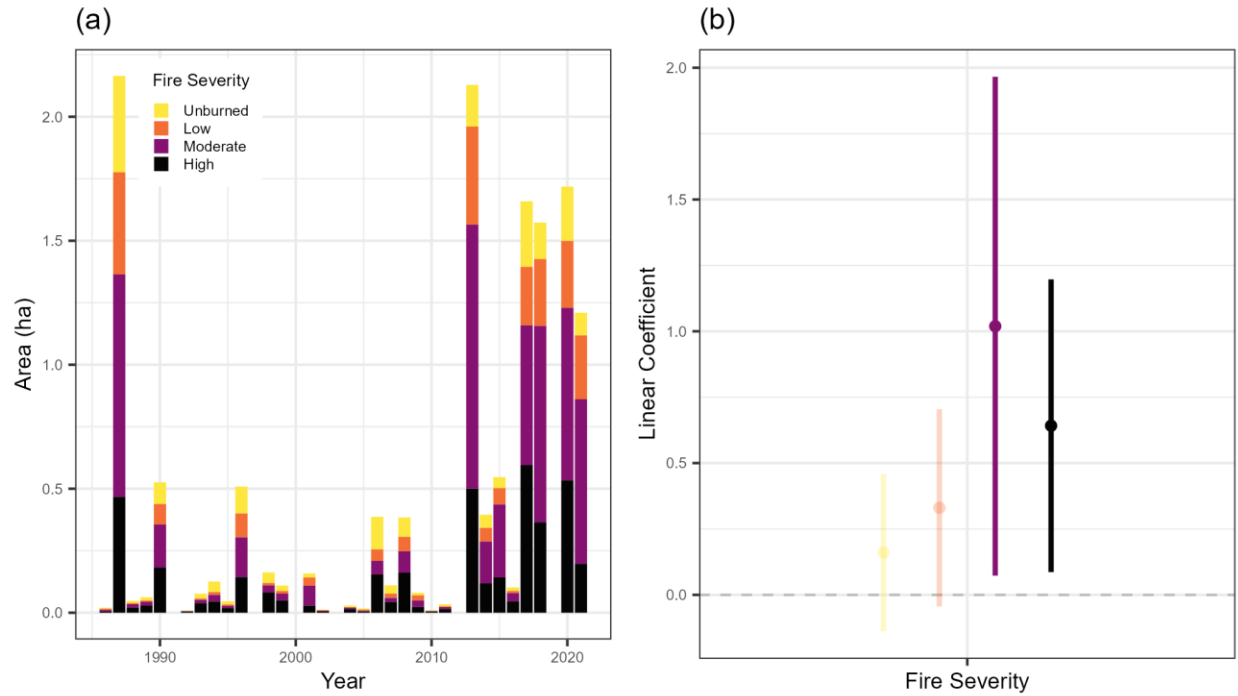 (a)
Fire Severity
Unburned
Low
Moderate
High
2.0
1.5
1.0
0.5
0.0
Area (ha)
1990
2000
2010
2020
Year
(b)
2.0
1.5
1.0
0.5
0.0
Linear Coefficient
Fire Severity